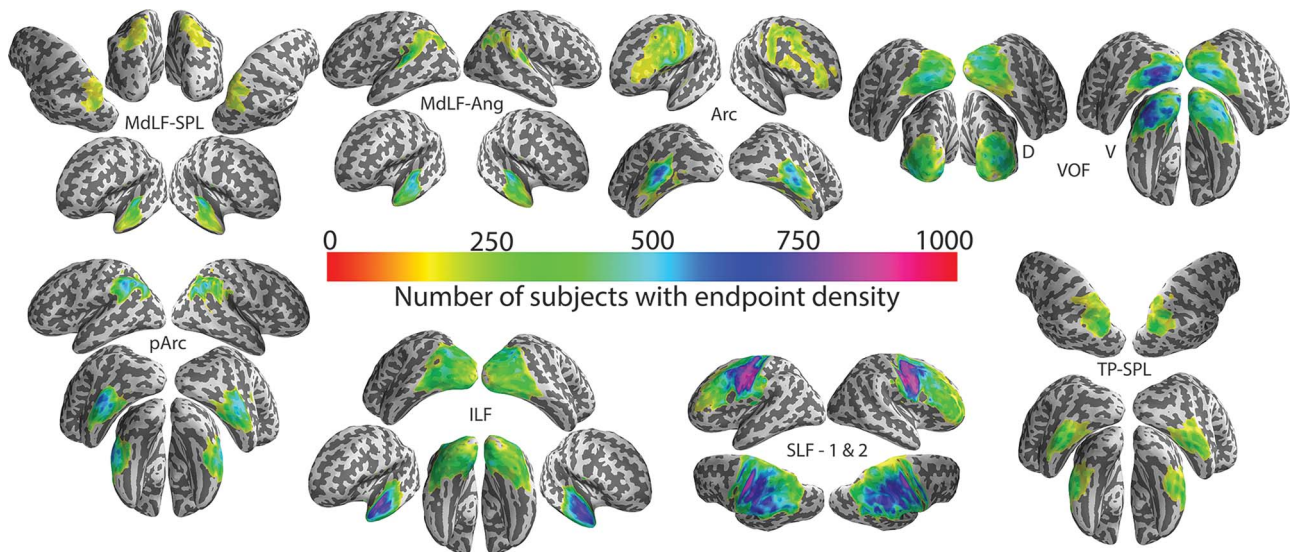 MdLF-SPL
MdLF-Ang
Arc
D
V
VOF
0
250
500
750
1000
Number of subjects with endpoint density
pArc
ILF
SLF - 1 & 2
TP-SPL